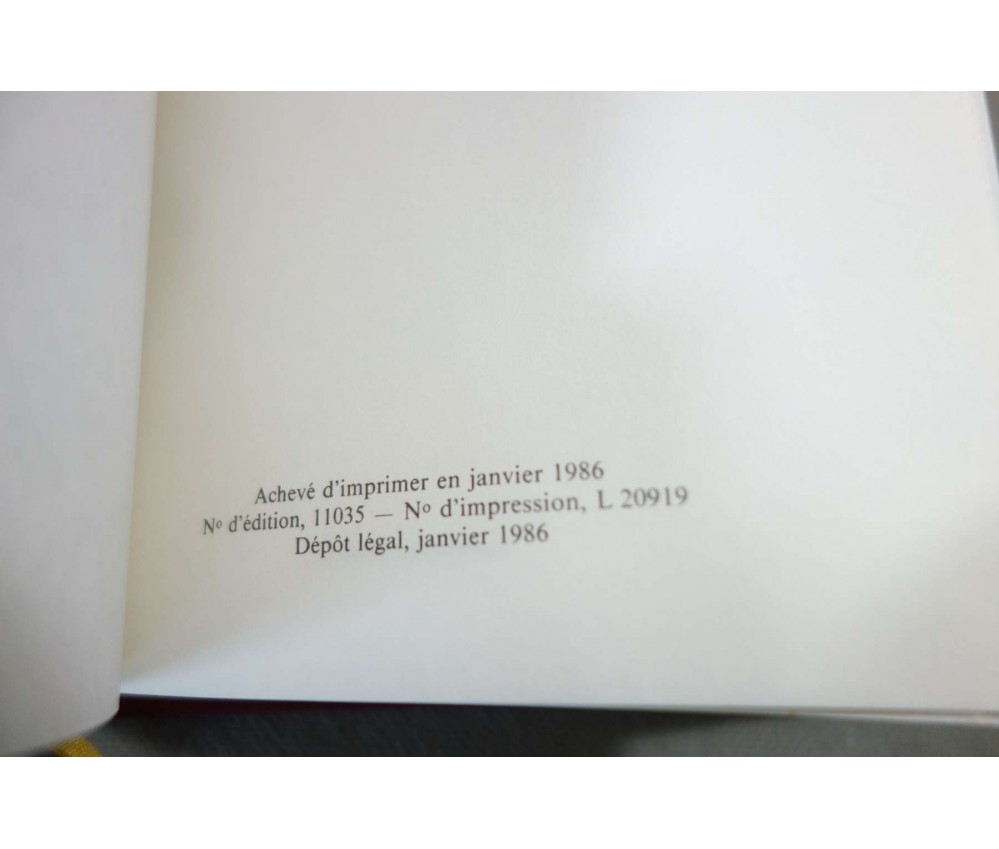 Achevé d'imprimer en janvier 1986
Nº d'édition, 11035 — Nº d'impression, L 20919
Dépôt légal, janvier 1986